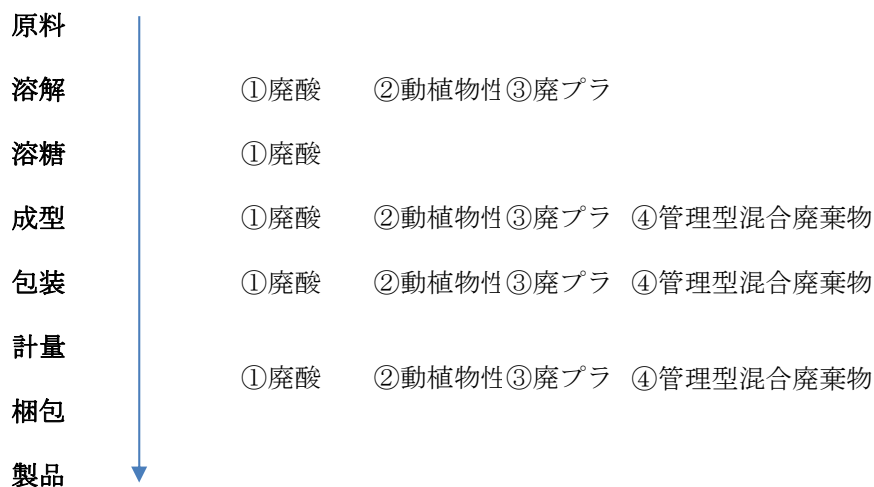 原料
溶解 ①廃酸 ②動植物性 ③廃プラ
溶糖 ①廃酸
成型 ①廃酸 ②動植物性 ③廃プラ ④管理型混合廃棄物
包装 ①廃酸 ②動植物性 ③廃プラ ④管理型混合廃棄物
計量
①廃酸 ②動植物性 ③廃プラ ④管理型混合廃棄物
梱包
製品